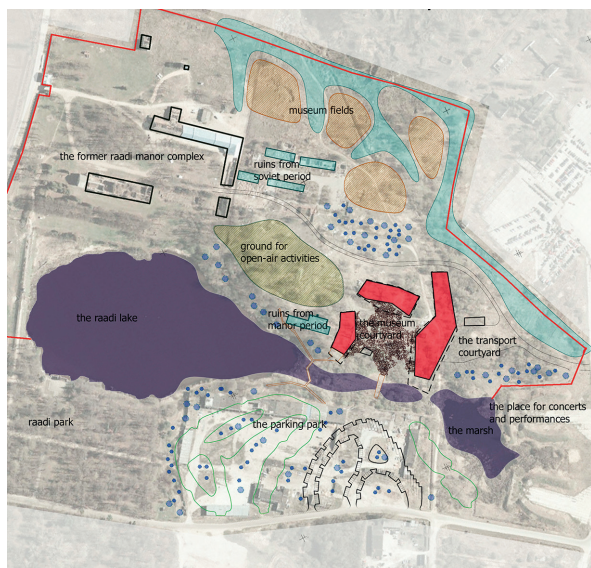 museum fields
the former raadi manor complex
ruins from
soviet period
ground for
open-air activities
the raadi lake
ruins from
manor period
the museum
courtyard
the transport
courtyard
the place for concerts
and performances
raadi park
the parking park
the marsh